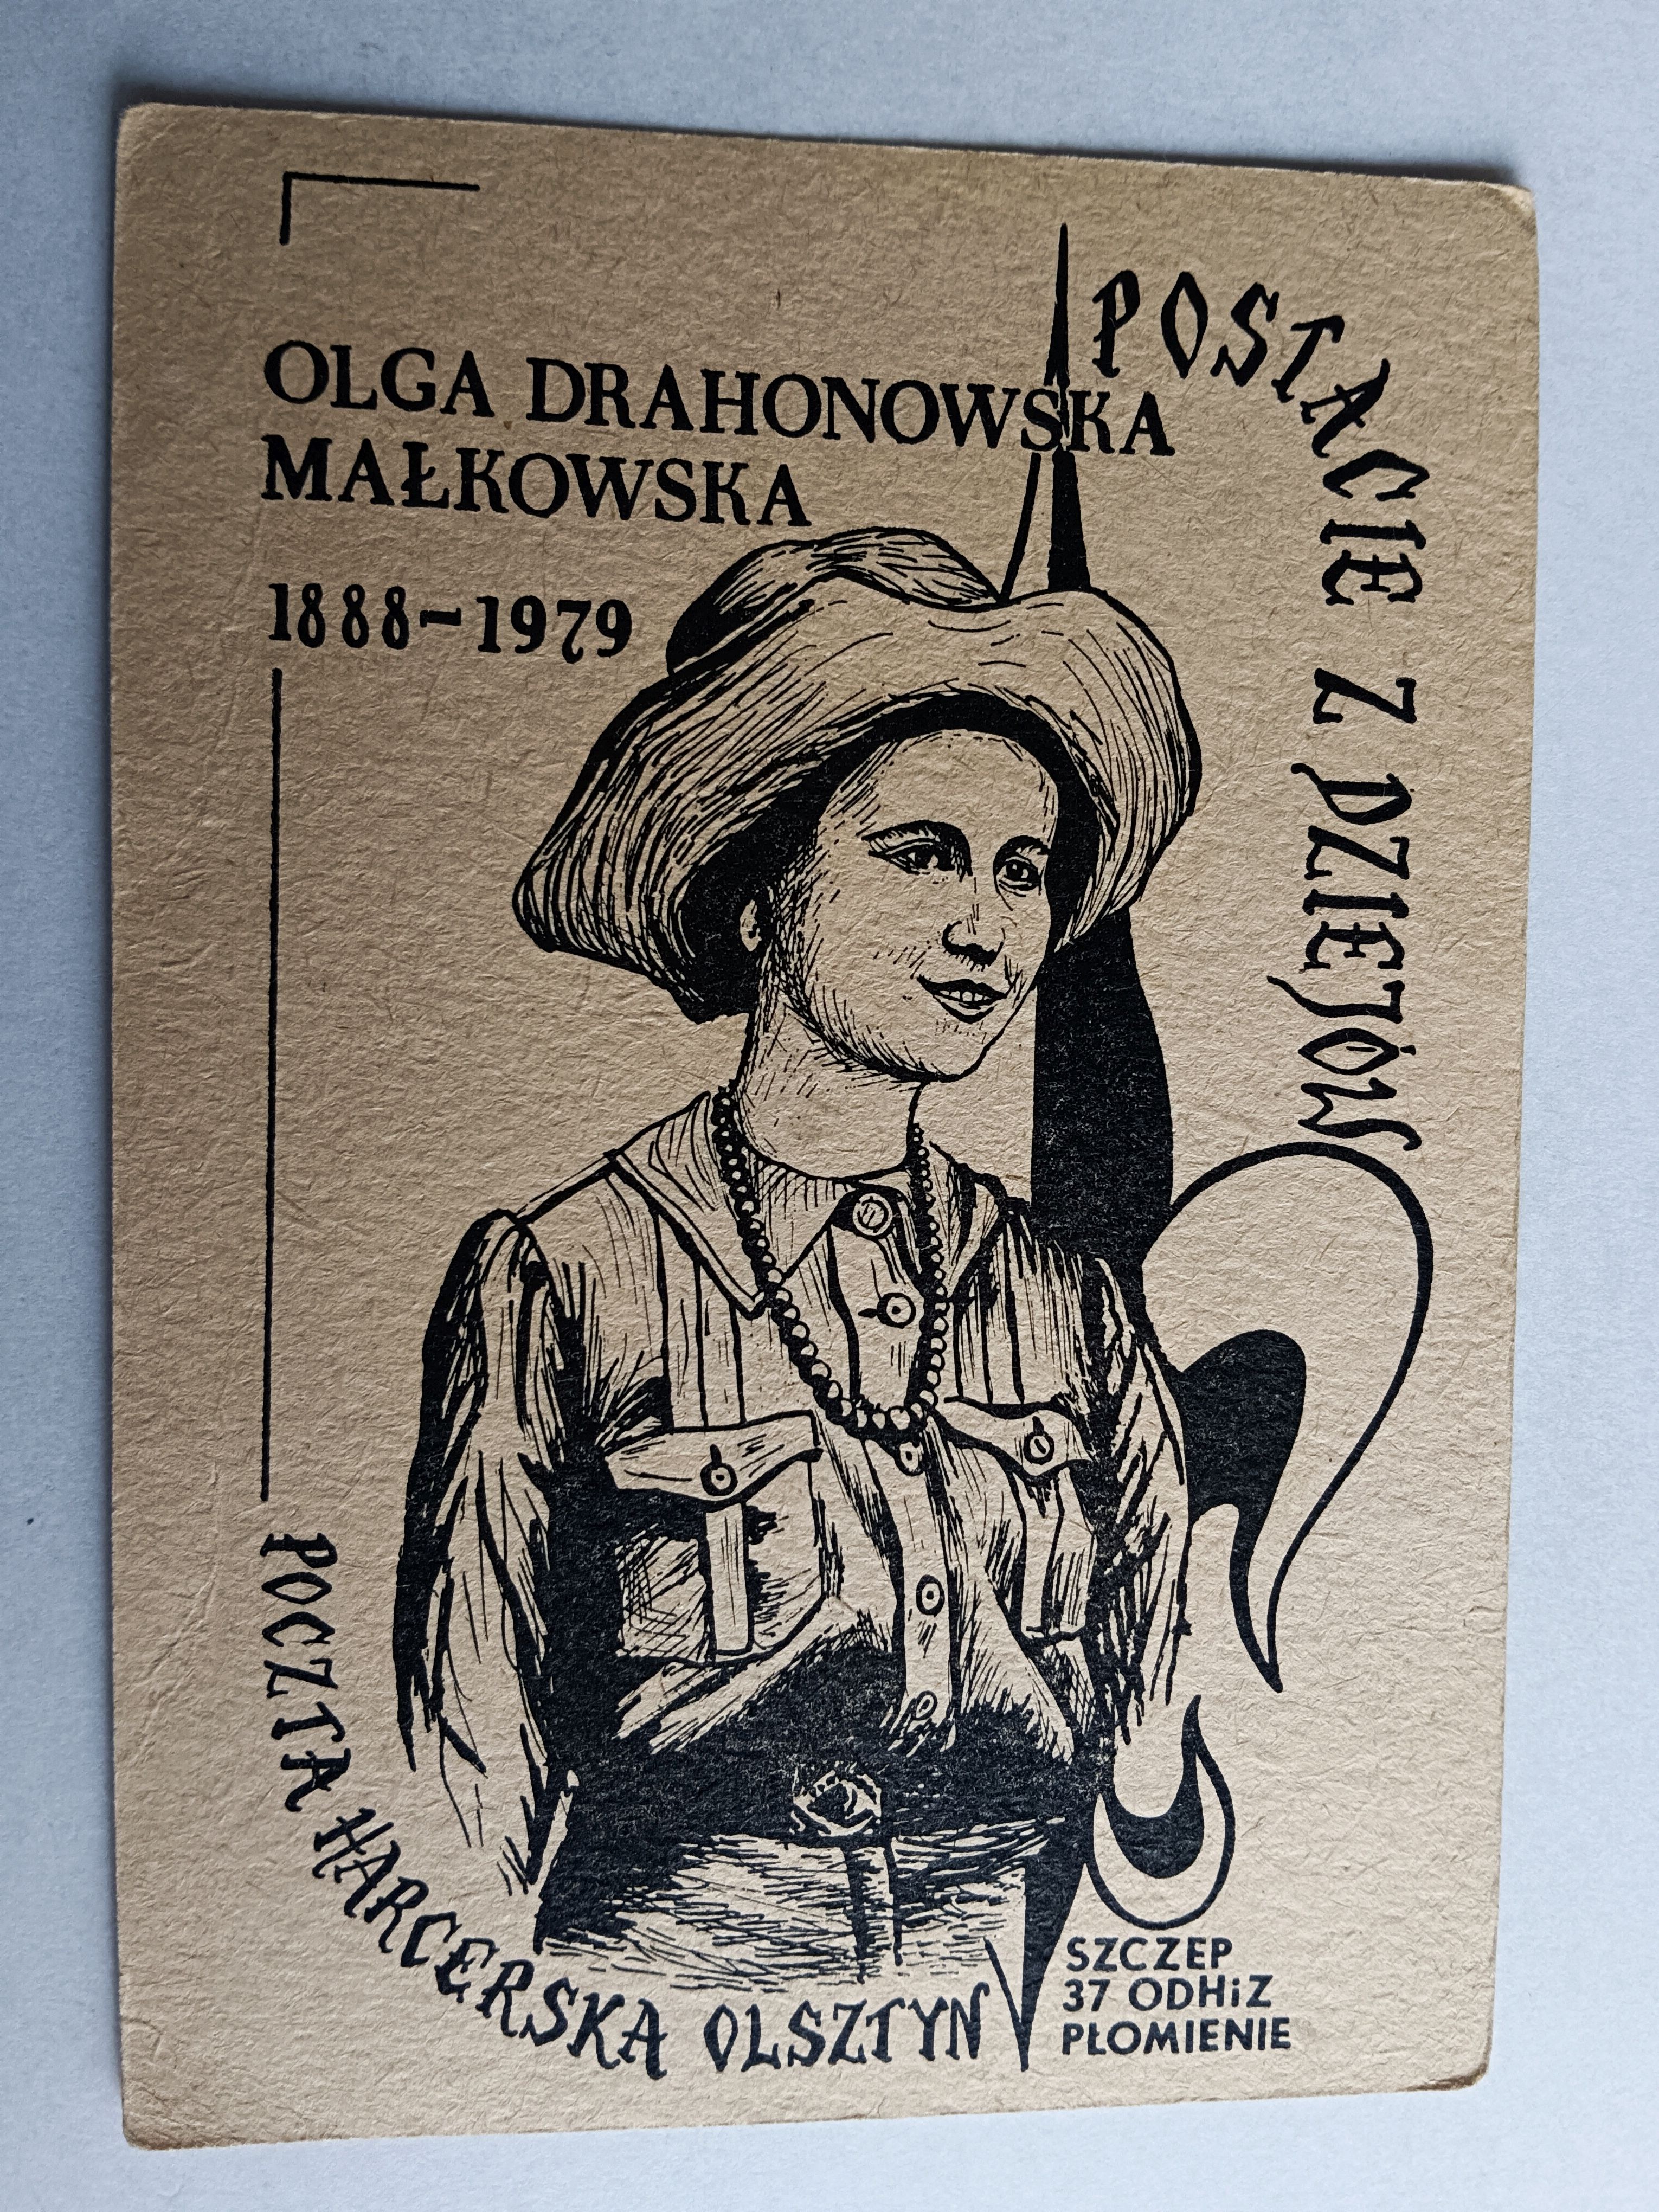 OLGA DRAHONOWSKA
MAŁKOWSKA
1888-1979
POSTACIE Z DZIEJÓW
POCZTA HARCERSKA OLSZTYN
SZCZEP
37 ODHiZ
PŁOMIENIE